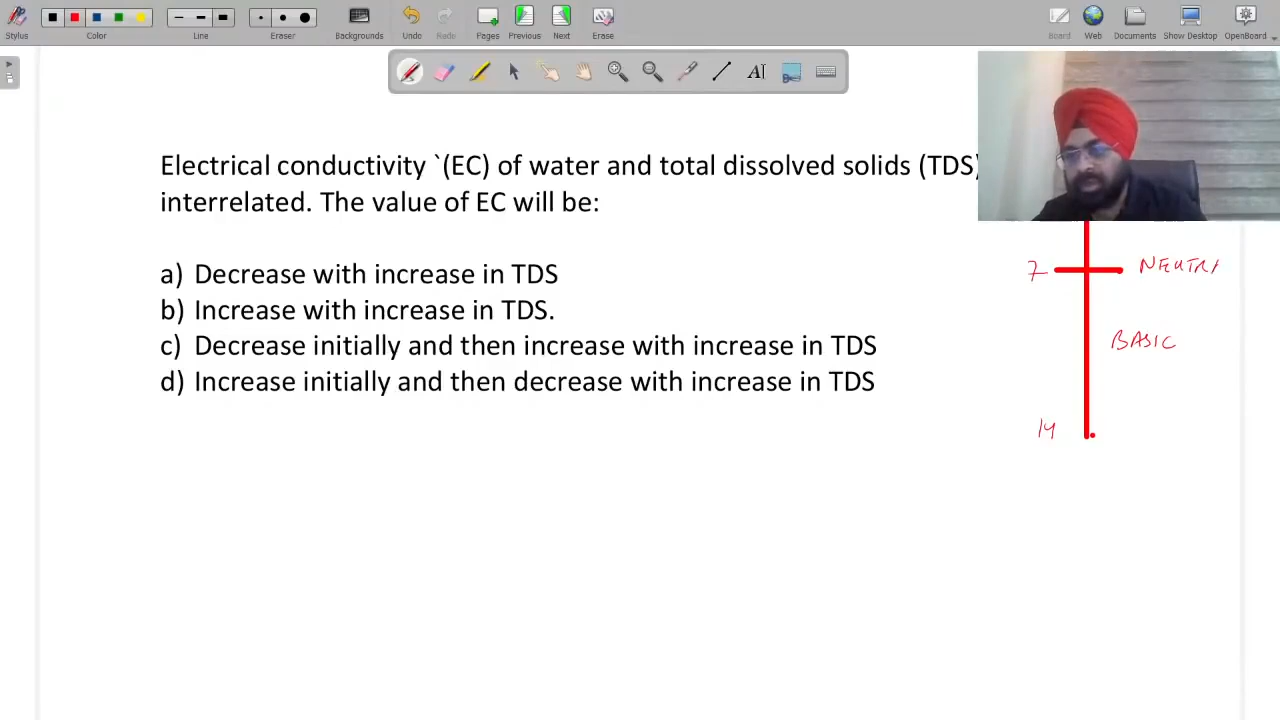 Stylus
Color
Line
Eraser
Backgrounds
Undo
Redo
Pages
Previous
Next
Erase
Board
Web
Documents
Show Desktop
OpenBoard
Electrical conductivity `(EC) of water and total dissolved solids (TDS)
interrelated. The value of EC will be:
a) Decrease with increase in TDS
b) Increase with increase in TDS.
c) Decrease initially and then increase with increase in TDS
d) Increase initially and then decrease with increase in TDS
7
NEUTRA
BASIC
14